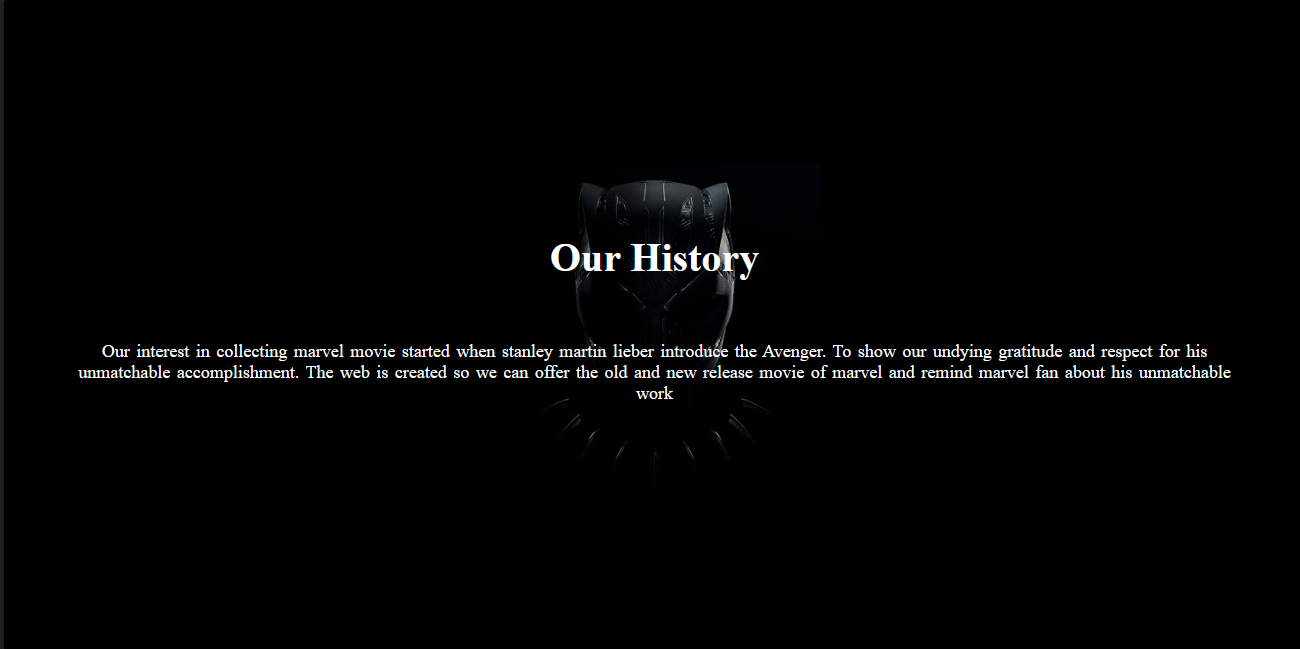 Our History
Our interest in collecting marvel movie started when stanley martin lieber introduce the Avenger. To show our undying gratitude and respect for his
unmatchable accomplishment. The web is created so we can offer the old and new release movie of marvel and remind marvel fan about his unmatchable
work